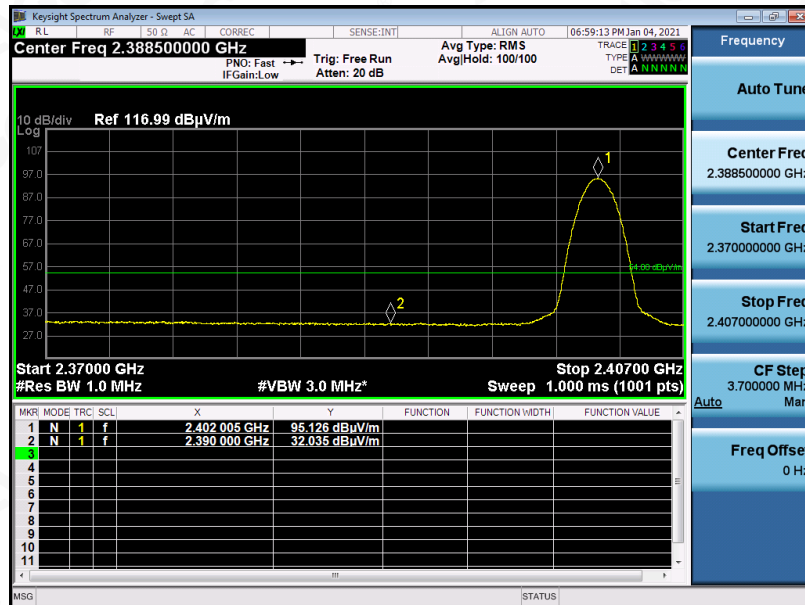 Keysight Spectrum Analyzer - Swept SA
LXI RL RF 50 Ω AC CORREC SENSE:INT ALIGN AUTO 06:59:13 PM Jan 04, 2021
Center Freq 2.388500000 GHz
PNO: Fast
IFGain:Low
Trig: Free Run
Atten: 20 dB
Avg Type: RMS
Avg|Hold: 100/100
TRACE 1 2 3 4 5 6
TYPE A W W W W W
DET A N N N N N
10 dB/div
Log
Ref 116.99 dBµV/m
107
97.0
87.0
77.0
67.0
57.0
47.0
37.0
27.0
1
2
54.00 dBµV/m
Start 2.37000 GHz Stop 2.40700 GHz
#Res BW 1.0 MHz #VBW 3.0 MHz* Sweep 1.000 ms (1001 pts)
MKR MODE TRC SCL X Y FUNCTION FUNCTION WIDTH FUNCTION VALUE
1 N 1 f 2.402 005 GHz 95.126 dBµV/m
2 N 1 f 2.390 000 GHz 32.035 dBµV/m
3
4
5
6
7
8
9
10
11
MSG STATUS
Frequency
Auto Tune
Center Freq
2.388500000 GHz
Start Freq
2.370000000 GHz
Stop Freq
2.407000000 GHz
CF Step
3.700000 MHz
Auto Man
Freq Offset
0 Hz